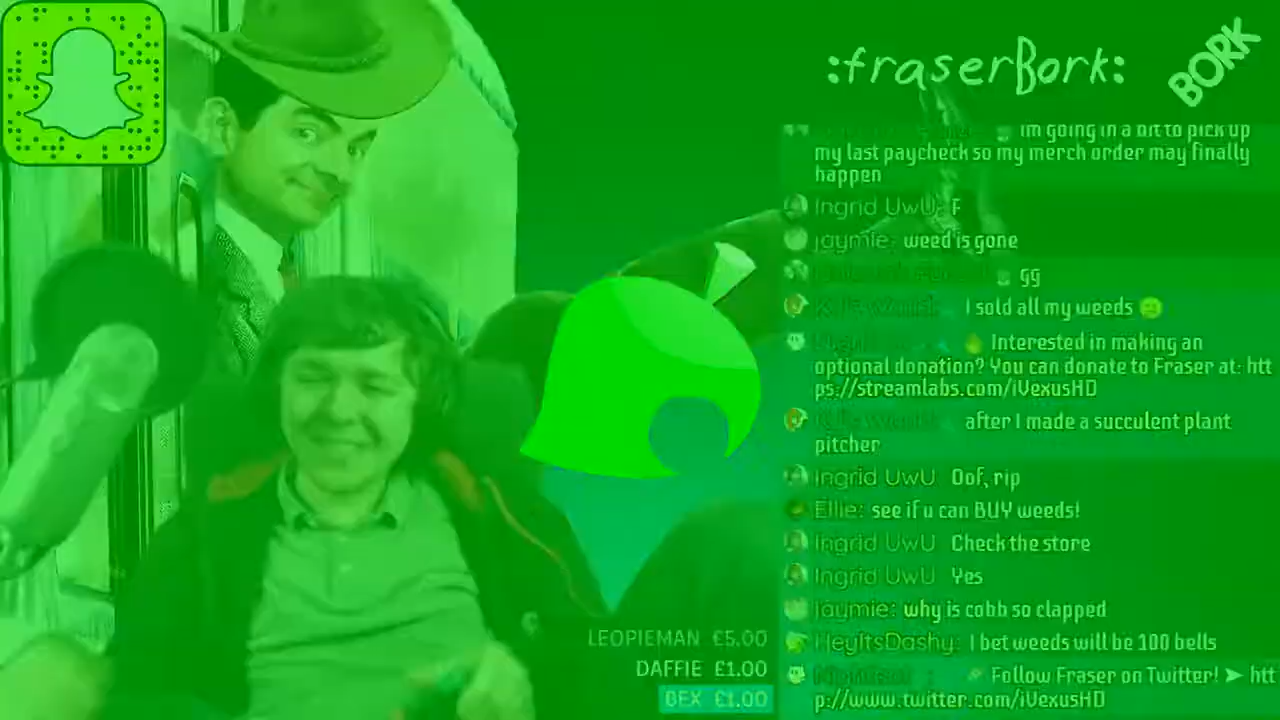 :fraserBork:
BORK
im going in a bit to pick up
my last paycheck so my merch order may finally
happen
Ingrid UwU: F
jaymie: weed is gone
gg
I sold all my weeds
Interested in making an
optional donation? You can donate to Fraser at: htt
ps://streamlabs.com/iVexusHD
after I made a succulent plant
pitcher
Ingrid UwU Oof, rip
Ellie: see if u can BUY weeds!
Ingrid UwU Check the store
Ingrid UwU Yes
jaymie: why is cobb so clapped
HeyItsDashy: I bet weeds will be 100 bells
Follow Fraser on Twitter! ➤ htt
p://www.twitter.com/iVexusHD
LEOPIEMAN £5.00
DAFFIE £1.00
BEX £1.00